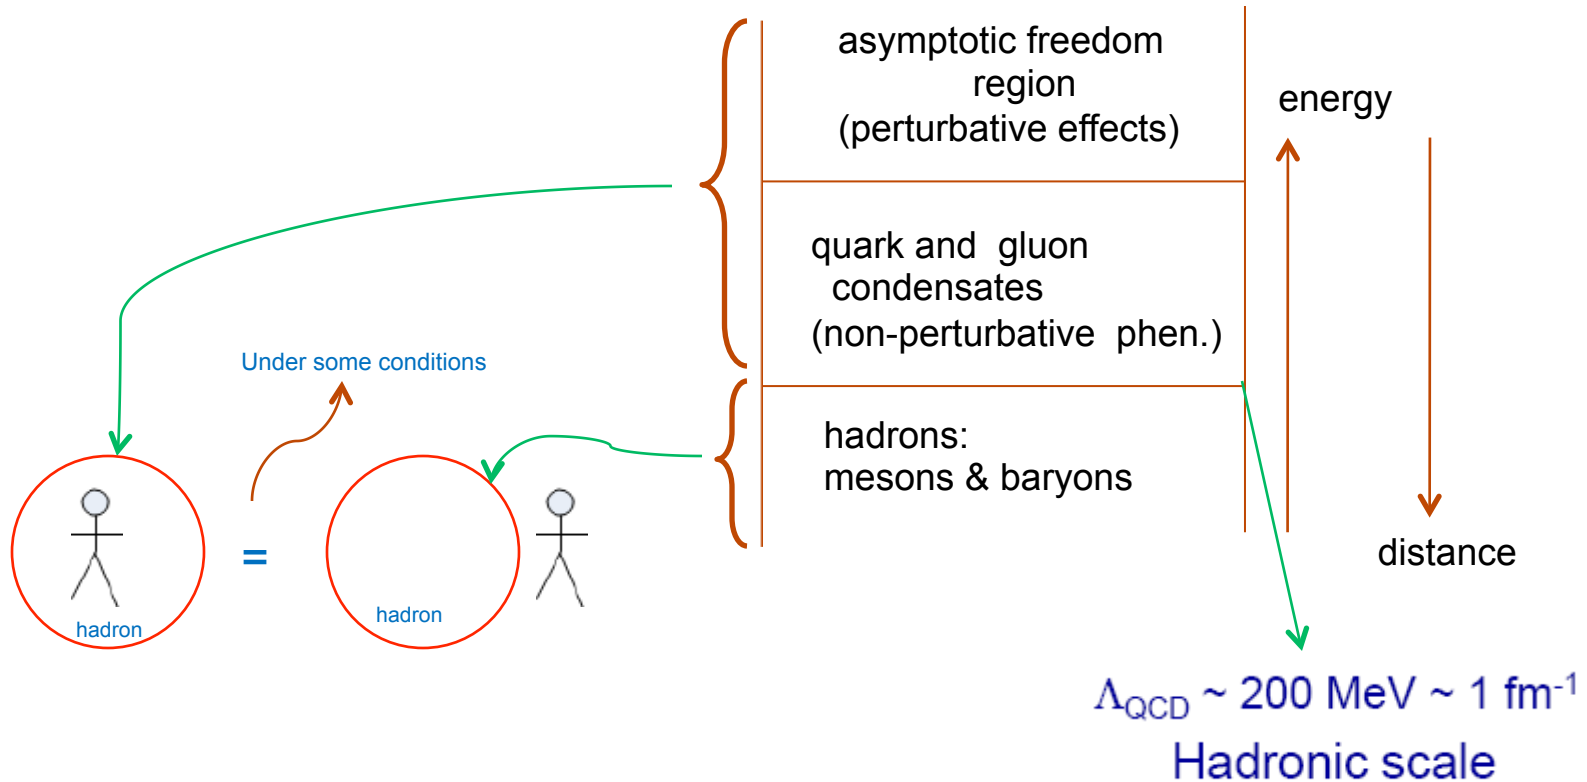 asymptotic freedom
region
(perturbative effects)
energy
quark and gluon
condensates
(non-perturbative phen.)
Under some conditions
hadrons:
mesons & baryons
=
distance
hadron
hadron
Λ_QCD ~ 200 MeV ~ 1 fm⁻¹
Hadronic scale